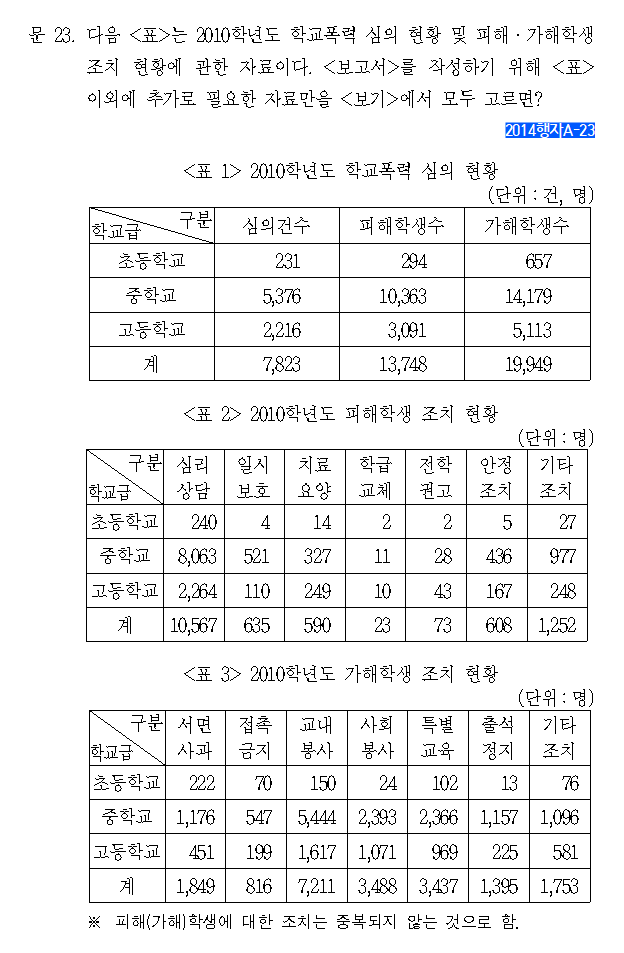 문 23. 다음 <표>는 2010학년도 학교폭력 심의 현황 및 피해·가해학생
조치 현황에 관한 자료이다. <보고서>를 작성하기 위해 <표>
이외에 추가로 필요한 자료만을 <보기>에서 모두 고르면?
2014행자A-23
<표 1> 2010학년도 학교폭력 심의 현황
(단위 : 건, 명)
구분 학교급 심의건수 피해학생수 가해학생수
초등학교 231 294 657
중학교 5,376 10,363 14,179
고등학교 2,216 3,091 5,113
계 7,823 13,748 19,949
<표 2> 2010학년도 피해학생 조치 현황
(단위 : 명)
구분 심리 일시 치료 학급 전학 안정 기타
학교급 상담 보호 요양 교체 권고 조치 조치
초등학교 240 4 14 2 2 5 27
중학교 8,063 521 327 11 28 436 977
고등학교 2,264 110 249 10 43 167 248
계 10,567 635 590 23 73 608 1,252
<표 3> 2010학년도 가해학생 조치 현황
(단위 : 명)
구분 서면 접촉 교내 사회 특별 출석 기타
학교급 사과 금지 봉사 봉사 교육 정지 조치
초등학교 222 70 150 24 102 13 76
중학교 1,176 547 5,444 2,393 2,366 1,157 1,096
고등학교 451 199 1,617 1,071 969 225 581
계 1,849 816 7,211 3,488 3,437 1,395 1,753
※ 피해(가해)학생에 대한 조치는 중복되지 않는 것으로 함.